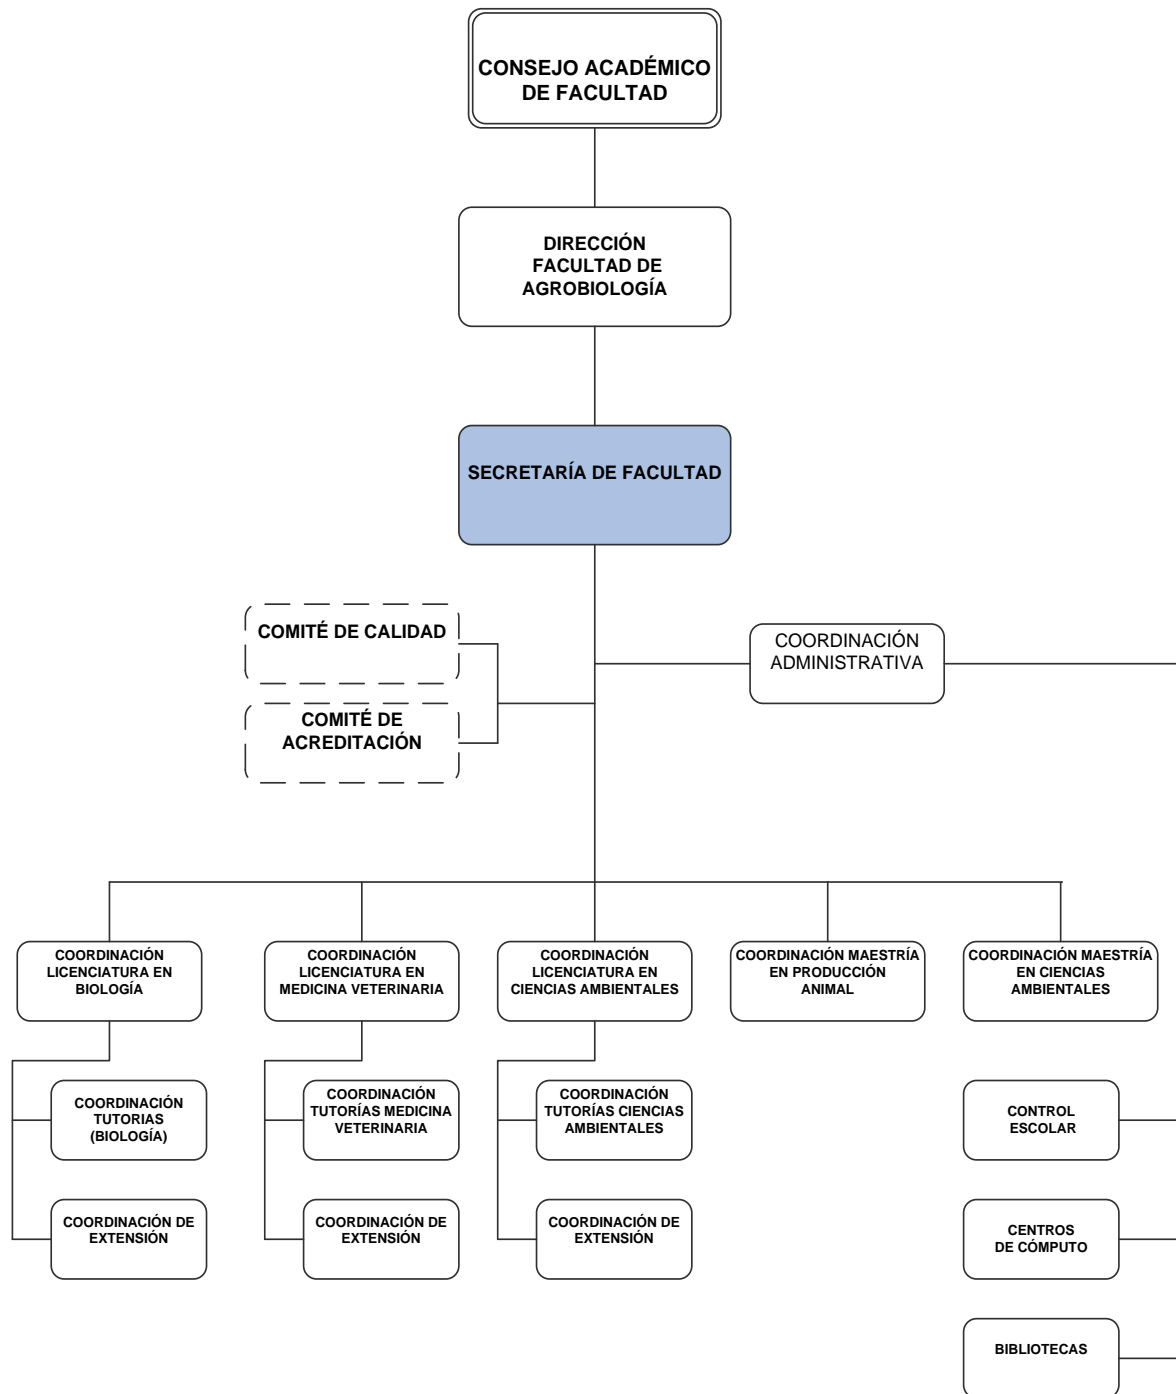 CONSEJO ACADÉMICO
DE FACULTAD
DIRECCIÓN
FACULTAD DE
AGROBIOLOGÍA
SECRETARÍA DE FACULTAD
COMITÉ DE CALIDAD
COORDINACIÓN
ADMINISTRATIVA
COMITÉ DE
ACREDITACIÓN
COORDINACIÓN
LICENCIATURA EN
BIOLOGÍA
COORDINACIÓN
LICENCIATURA EN
MEDICINA VETERINARIA
COORDINACIÓN
LICENCIATURA EN
CIENCIAS AMBIENTALES
COORDINACIÓN MAESTRÍA
EN PRODUCCIÓN
ANIMAL
COORDINACIÓN MAESTRÍA
EN CIENCIAS
AMBIENTALES
COORDINACIÓN
TUTORIAS
(BIOLOGÍA)
COORDINACIÓN
TUTORÍAS MEDICINA
VETERINARIA
COORDINACIÓN
TUTORÍAS CIENCIAS
AMBIENTALES
CONTROL
ESCOLAR
COORDINACIÓN DE
EXTENSIÓN
COORDINACIÓN DE
EXTENSIÓN
COORDINACIÓN DE
EXTENSIÓN
CENTROS
DE CÓMPUTO
BIBLIOTECAS